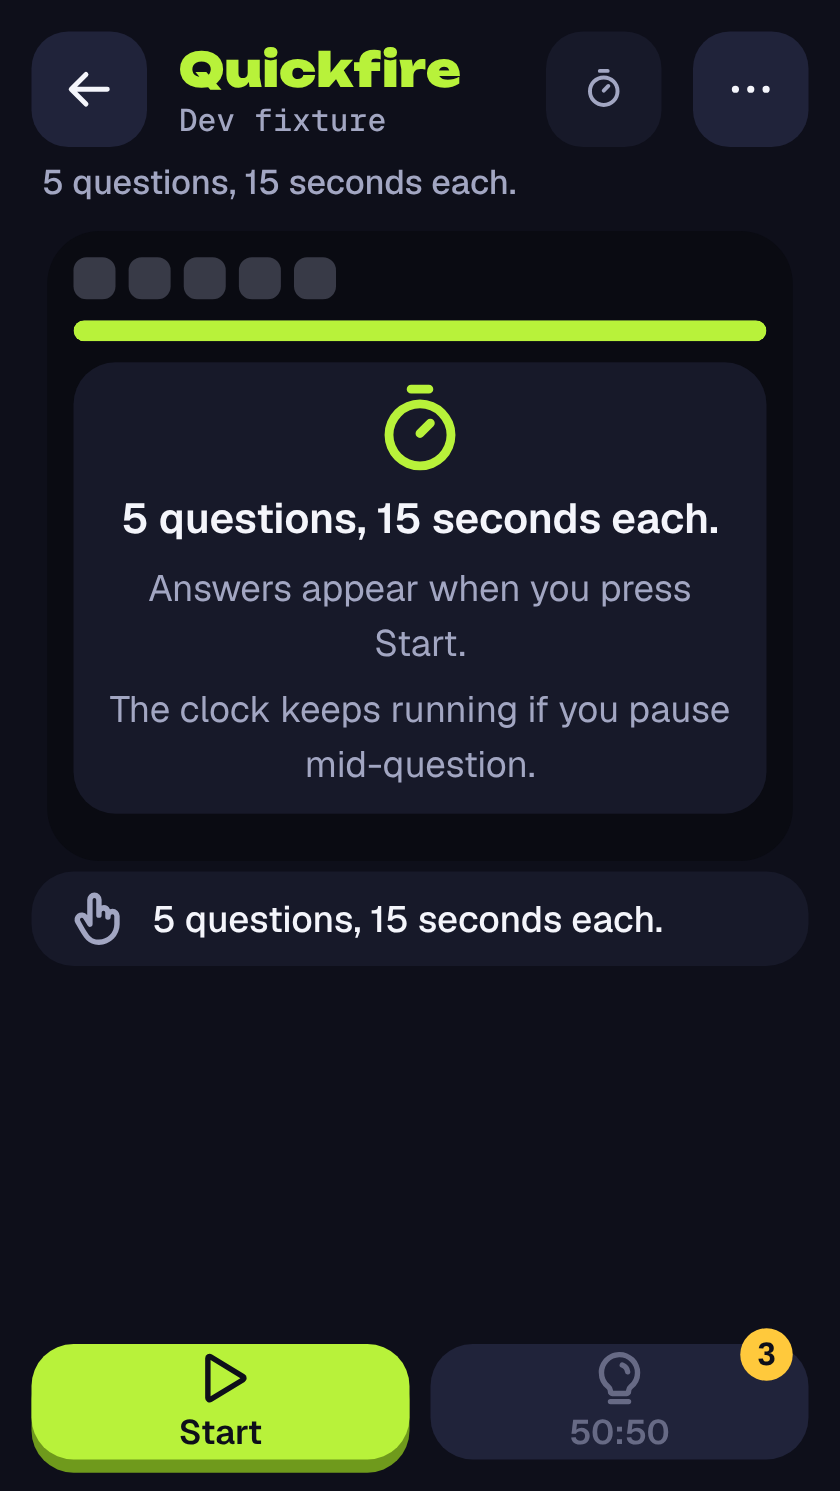 Quickfire
Dev fixture
5 questions, 15 seconds each.
5 questions, 15 seconds each.
Answers appear when you press
Start.
The clock keeps running if you pause
mid-question.
5 questions, 15 seconds each.
3
Start
50:50